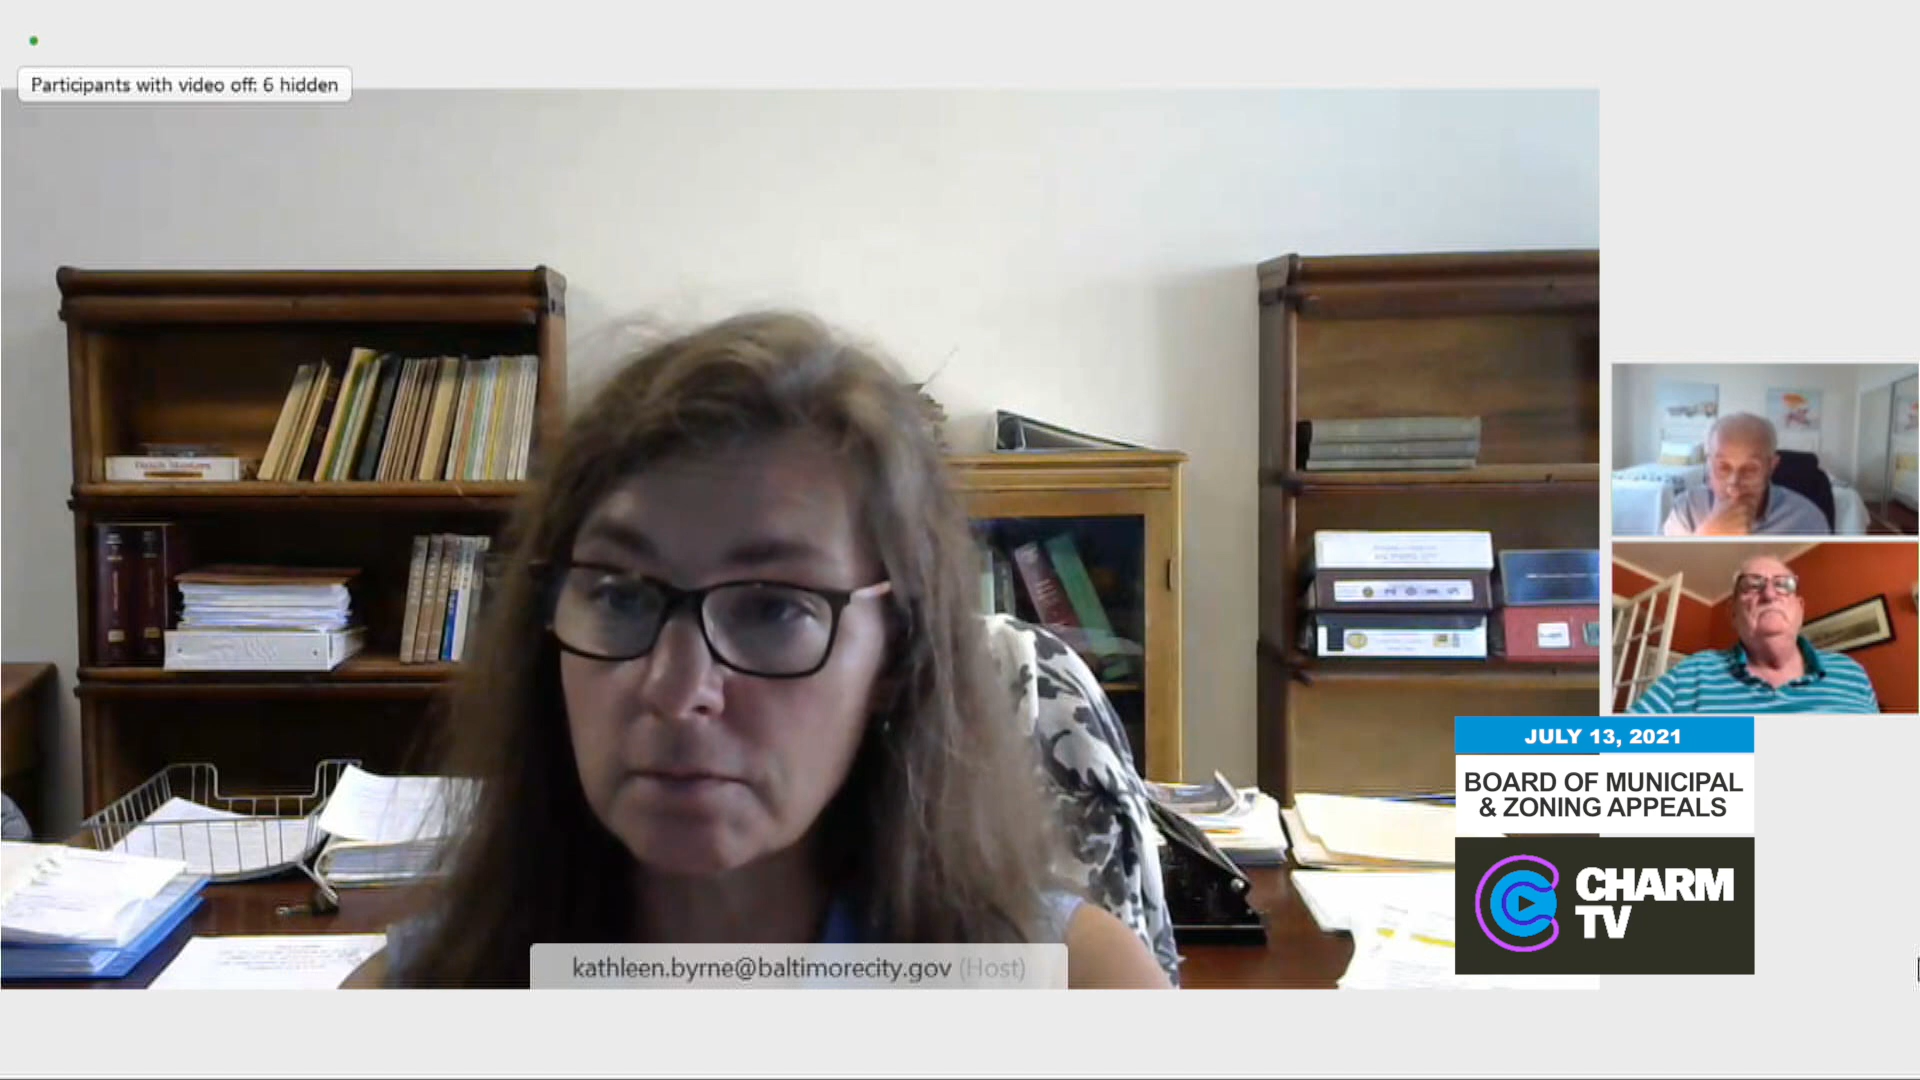 Participants with video off: 6 hidden
JULY 13, 2021
BOARD OF MUNICIPAL
& ZONING APPEALS
CHARM
TV
kathleen.byrne@baltimorecity.gov (Host)